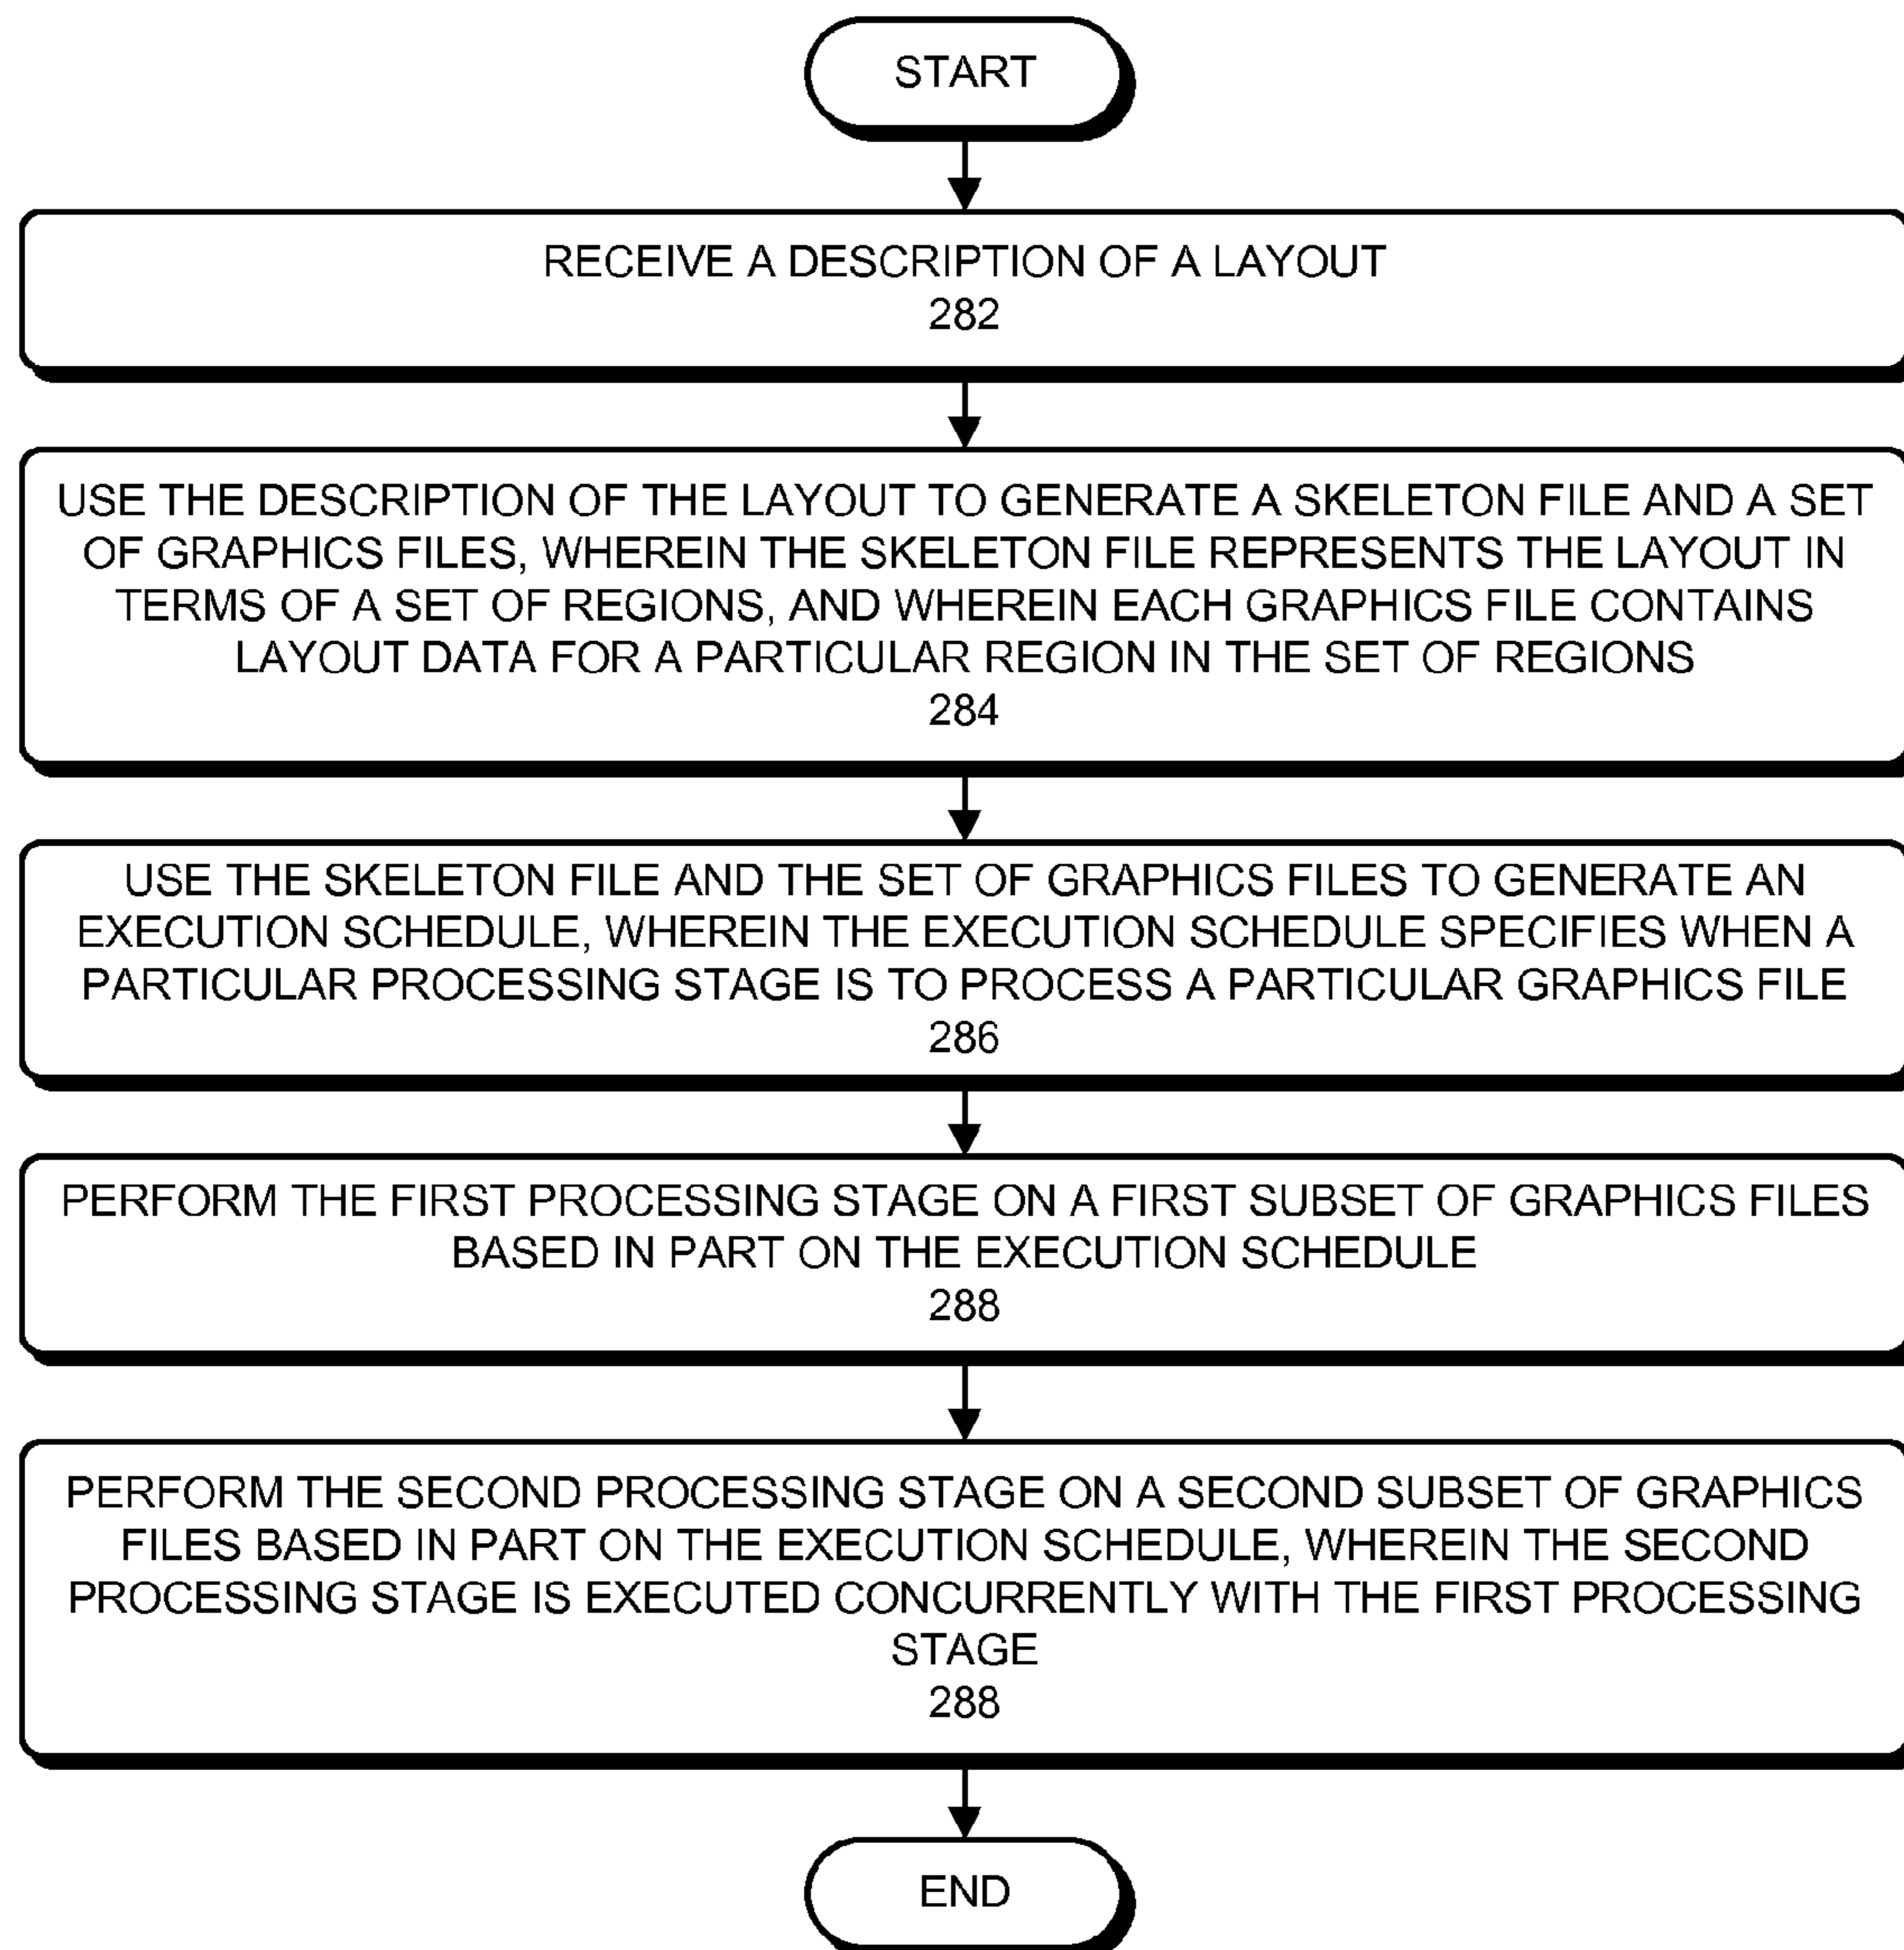 START
RECEIVE A DESCRIPTION OF A LAYOUT
282
USE THE DESCRIPTION OF THE LAYOUT TO GENERATE A SKELETON FILE AND A SET
OF GRAPHICS FILES, WHEREIN THE SKELETON FILE REPRESENTS THE LAYOUT IN
TERMS OF A SET OF REGIONS, AND WHEREIN EACH GRAPHICS FILE CONTAINS
LAYOUT DATA FOR A PARTICULAR REGION IN THE SET OF REGIONS
284
USE THE SKELETON FILE AND THE SET OF GRAPHICS FILES TO GENERATE AN
EXECUTION SCHEDULE, WHEREIN THE EXECUTION SCHEDULE SPECIFIES WHEN A
PARTICULAR PROCESSING STAGE IS TO PROCESS A PARTICULAR GRAPHICS FILE
286
PERFORM THE FIRST PROCESSING STAGE ON A FIRST SUBSET OF GRAPHICS FILES
BASED IN PART ON THE EXECUTION SCHEDULE
288
PERFORM THE SECOND PROCESSING STAGE ON A SECOND SUBSET OF GRAPHICS
FILES BASED IN PART ON THE EXECUTION SCHEDULE, WHEREIN THE SECOND
PROCESSING STAGE IS EXECUTED CONCURRENTLY WITH THE FIRST PROCESSING
STAGE
288
END